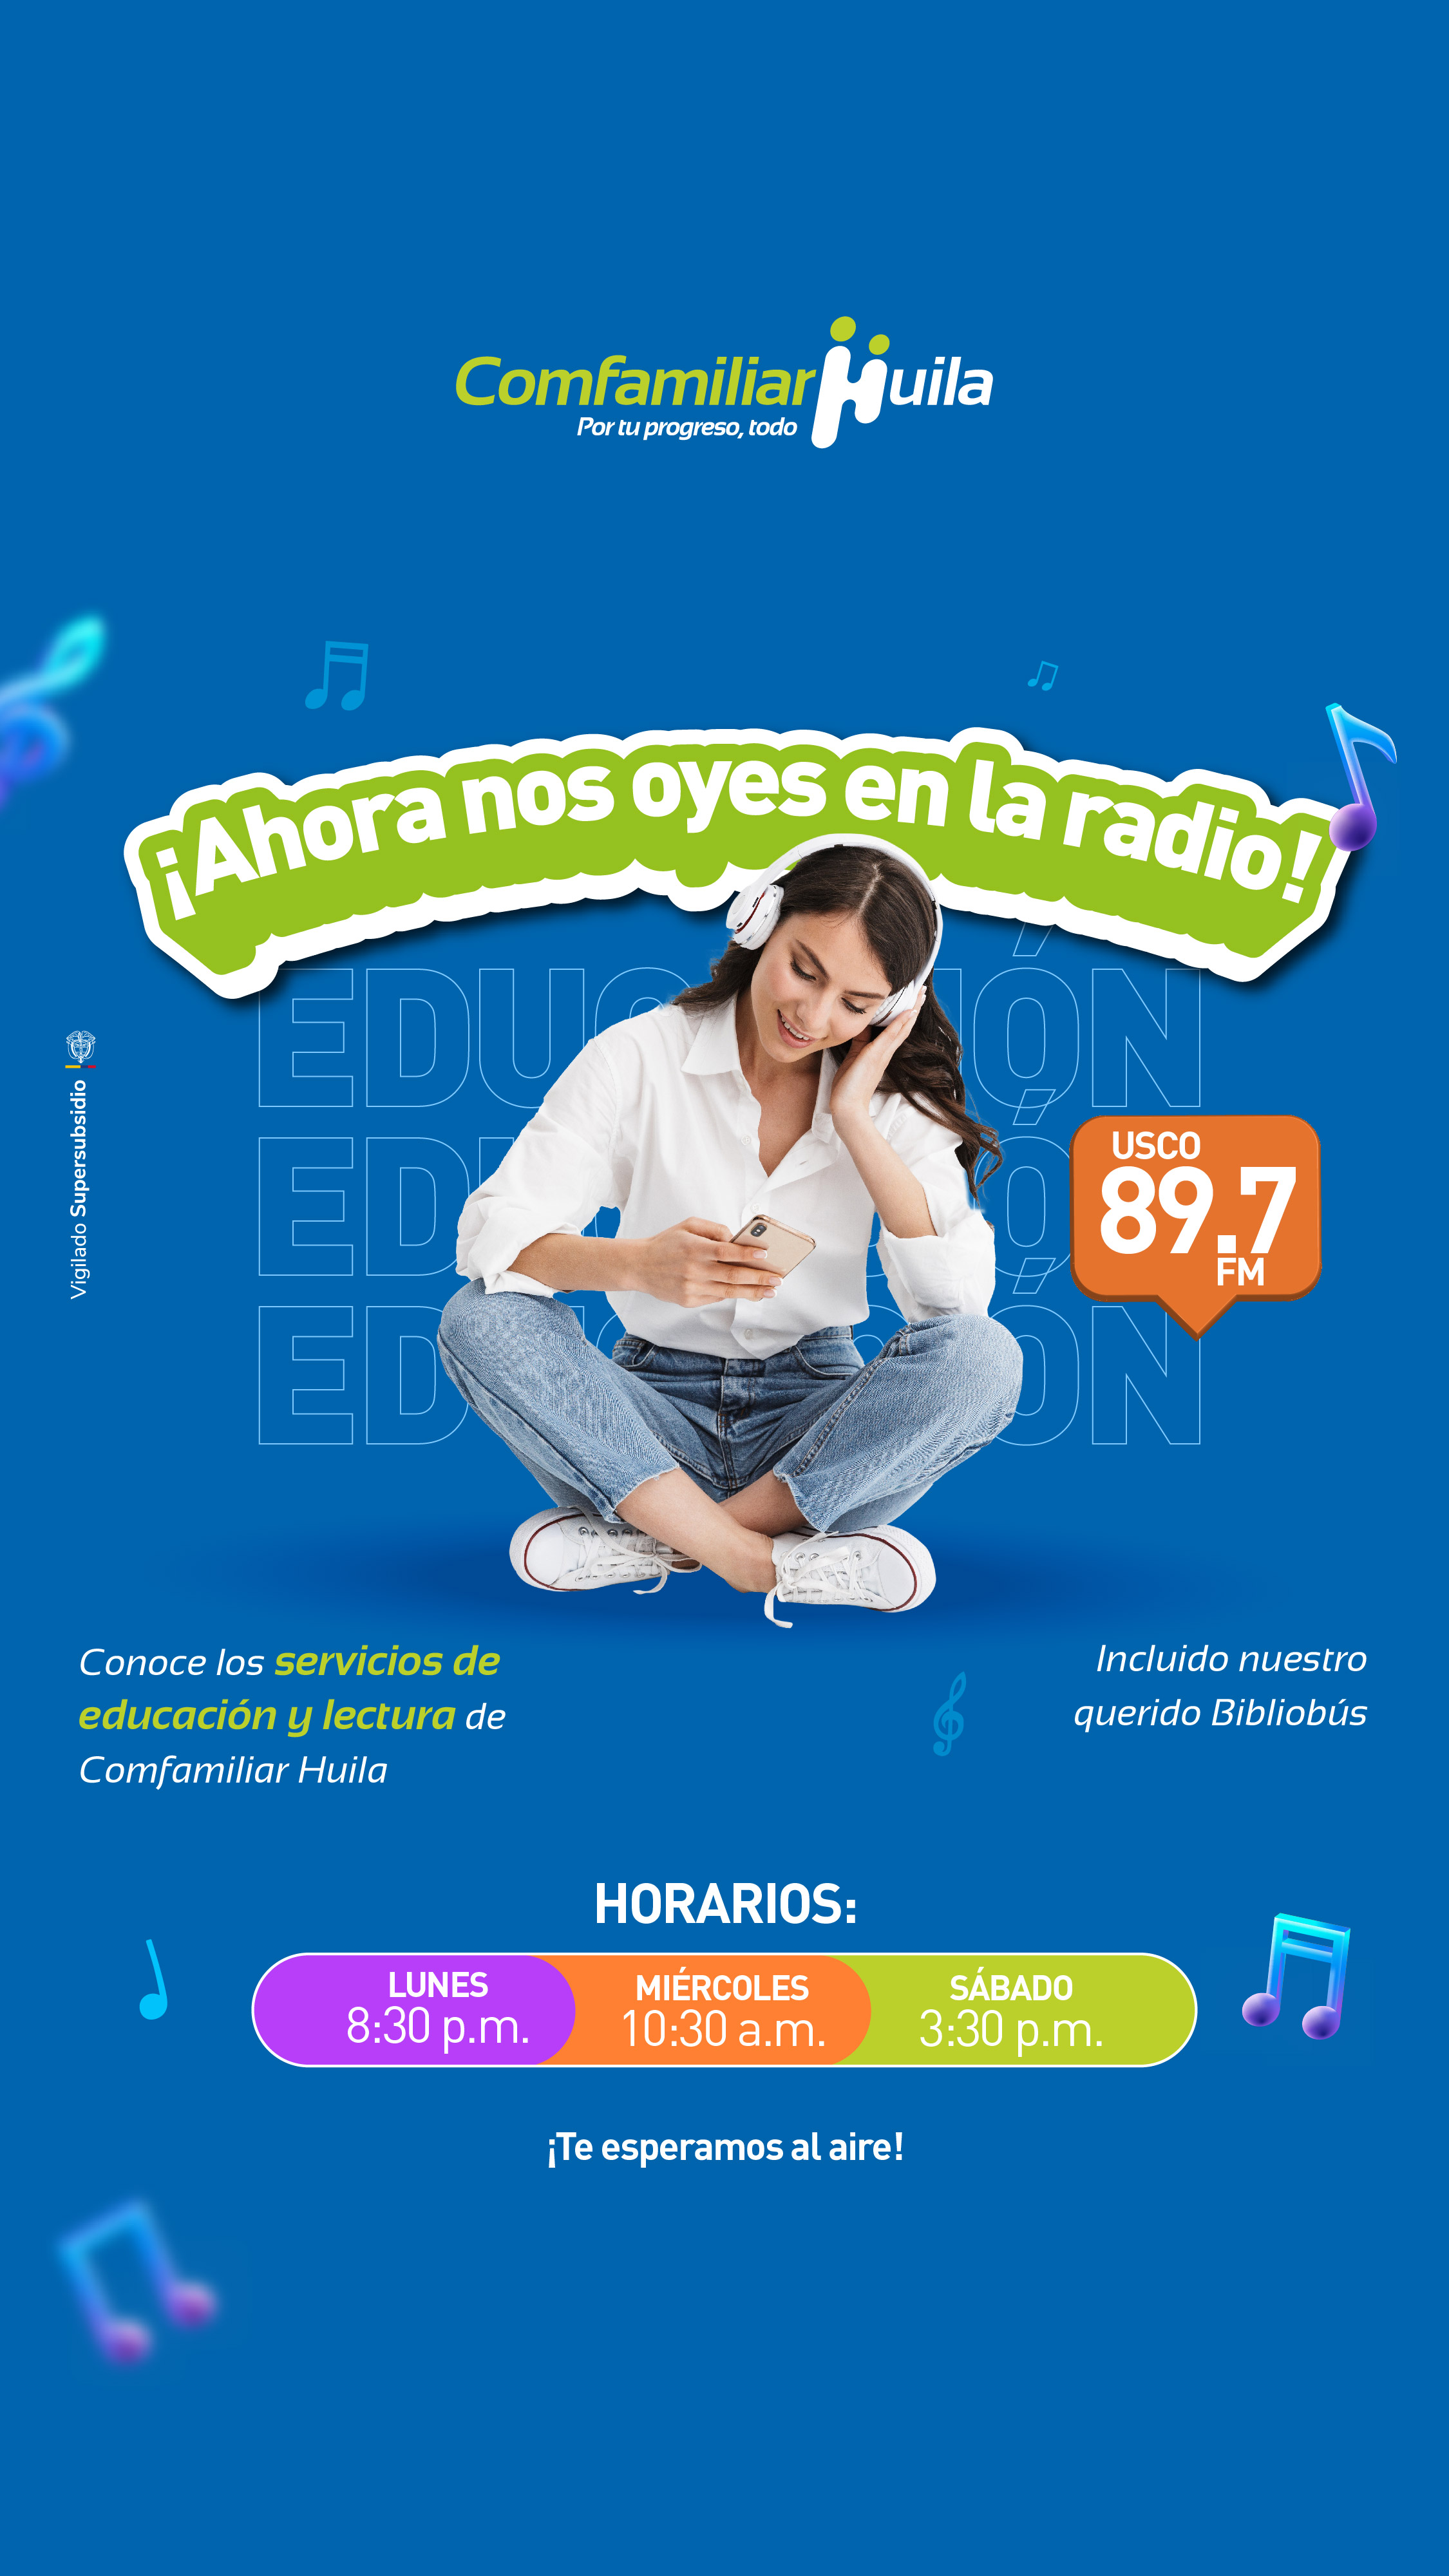 Comfamiliar Huila
Por tu progreso, todo
¡Ahora nos oyes en la radio!
EDUCACIÓN
EDUCACIÓN
EDUCACIÓN
Vigilado Supersubsidio
USCO
89.7
FM
Conoce los servicios de
educación y lectura de
Comfamiliar Huila
Incluido nuestro
querido Bibliobús
HORARIOS:
LUNES
8:30 p.m.
MIÉRCOLES
10:30 a.m.
SÁBADO
3:30 p.m.
¡Te esperamos al aire!